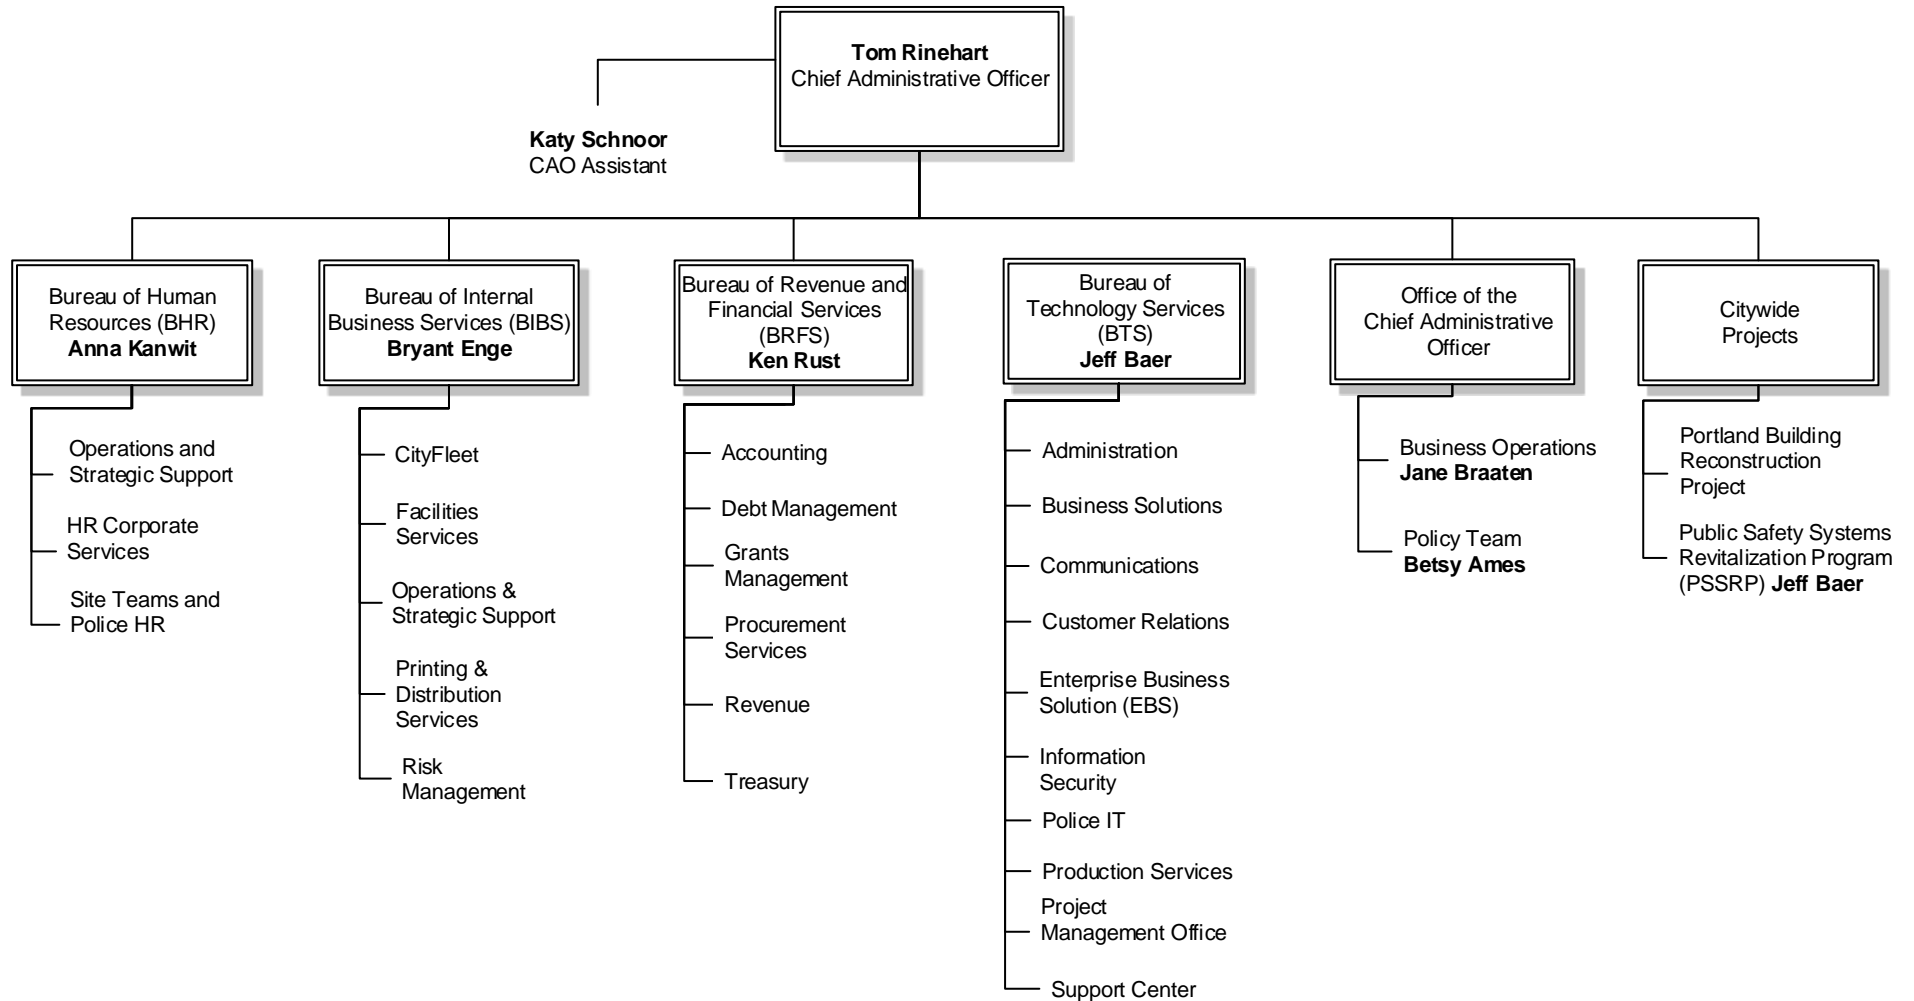 Tom Rinehart
Chief Administrative Officer
Katy Schnoor
CAO Assistant
Bureau of Human
Resources (BHR)
Anna Kanwit
Operations and
Strategic Support
HR Corporate
Services
Site Teams and
Police HR
Bureau of Internal
Business Services (BIBS)
Bryant Enge
CityFleet
Facilities
Services
Operations &
Strategic Support
Printing &
Distribution
Services
Risk
Management
Bureau of Revenue and
Financial Services
(BRFS)
Ken Rust
Accounting
Debt Management
Grants
Management
Procurement
Services
Revenue
Treasury
Bureau of
Technology Services
(BTS)
Jeff Baer
Administration
Business Solutions
Communications
Customer Relations
Enterprise Business
Solution (EBS)
Information
Security
Police IT
Production Services
Project
Management Office
Support Center
Office of the
Chief Administrative
Officer
Business Operations
Jane Braaten
Policy Team
Betsy Ames
Citywide
Projects
Portland Building
Reconstruction
Project
Public Safety Systems
Revitalization Program
(PSSRP) Jeff Baer